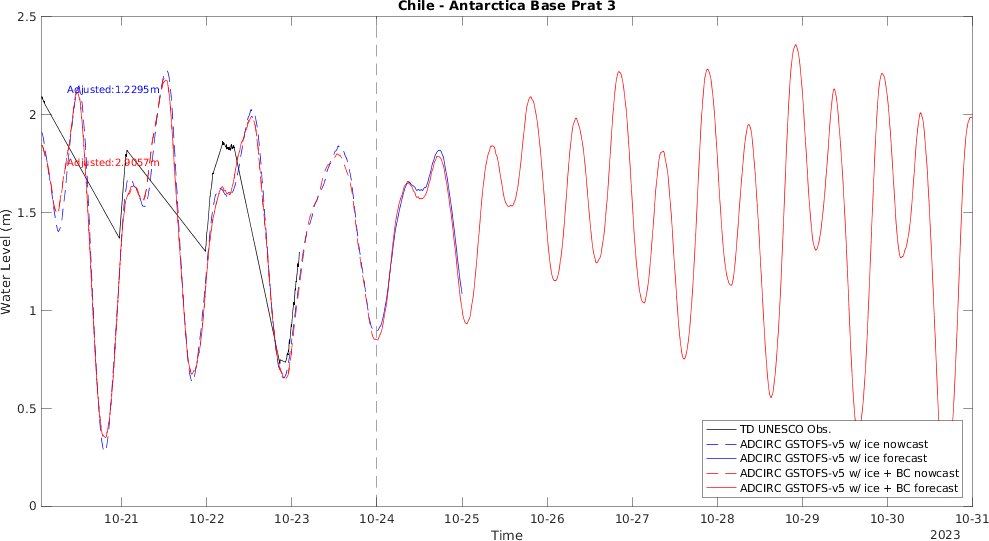 Chile - Antarctica Base Prat 3
2.5
2
1.5
1
0.5
0
Water Level (m)
Adjusted:1.2295m
Adjusted:2.9057m
TD UNESCO Obs.
ADCIRC GSTOFS-v5 w/ ice nowcast
ADCIRC GSTOFS-v5 w/ ice forecast
ADCIRC GSTOFS-v5 w/ ice + BC nowcast
ADCIRC GSTOFS-v5 w/ ice + BC forecast
10-21 10-22 10-23 10-24 10-25 10-26 10-27 10-28 10-29 10-30 10-31
Time
2023